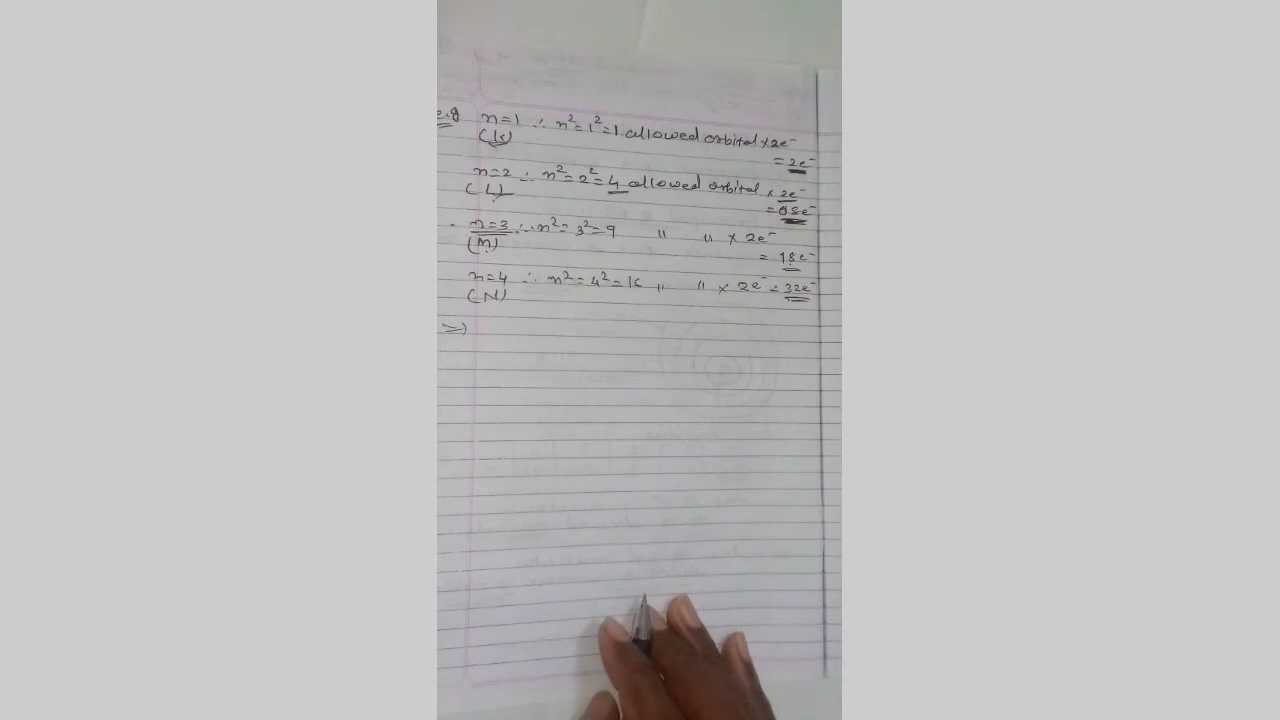 e.g n=1 ∴ n²=1²=1 allowed orbital × 2e⁻
(K) = 2e⁻
n=2 ∴ n²=2²=4 allowed orbital × 2e⁻
(L) = 08e⁻
n=3 ∴ n²=3²=9 " " × 2e⁻
(M) = 18e⁻
n=4 ∴ n²=4²=16 " " × 2e⁻ = 32e⁻
(N)